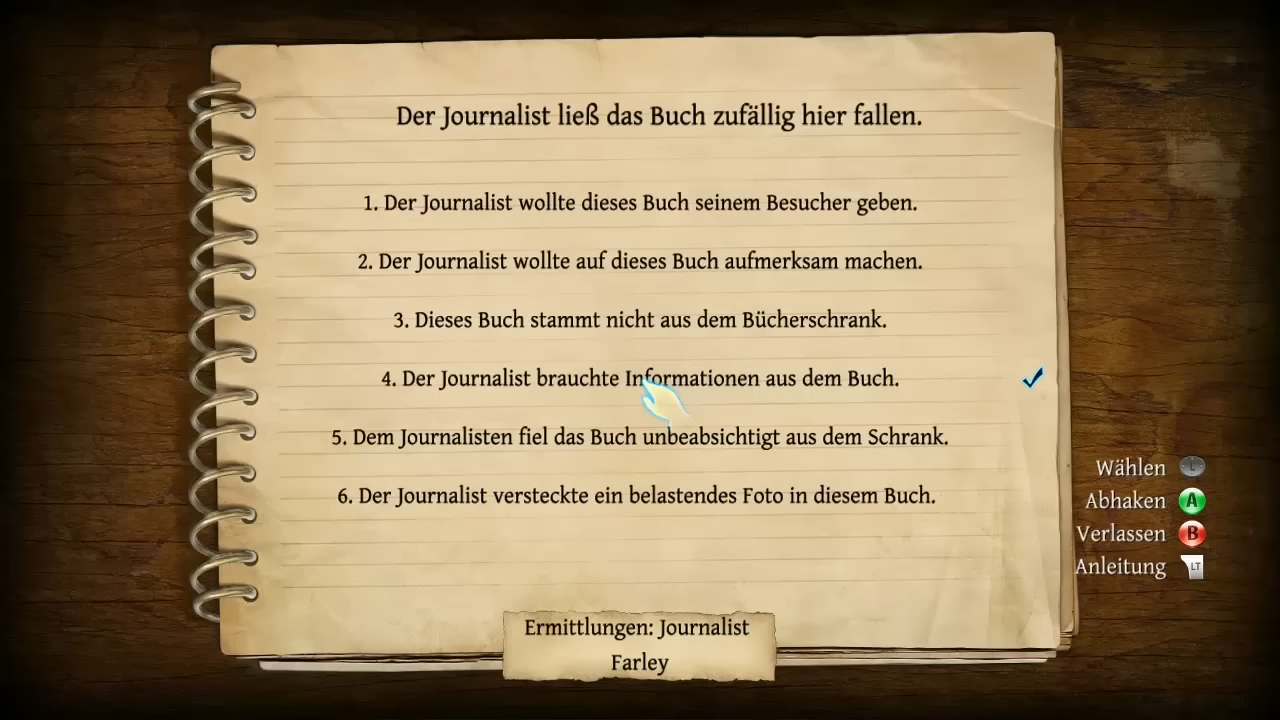 Der Journalist ließ das Buch zufällig hier fallen.
1. Der Journalist wollte dieses Buch seinem Besucher geben.
2. Der Journalist wollte auf dieses Buch aufmerksam machen.
3. Dieses Buch stammt nicht aus dem Bücherschrank.
4. Der Journalist brauchte Informationen aus dem Buch.
5. Dem Journalisten fiel das Buch unbeabsichtigt aus dem Schrank.
6. Der Journalist versteckte ein belastendes Foto in diesem Buch.
Wählen L
Abhaken A
Verlassen B
Anleitung LT
Ermittlungen: Journalist
Farley